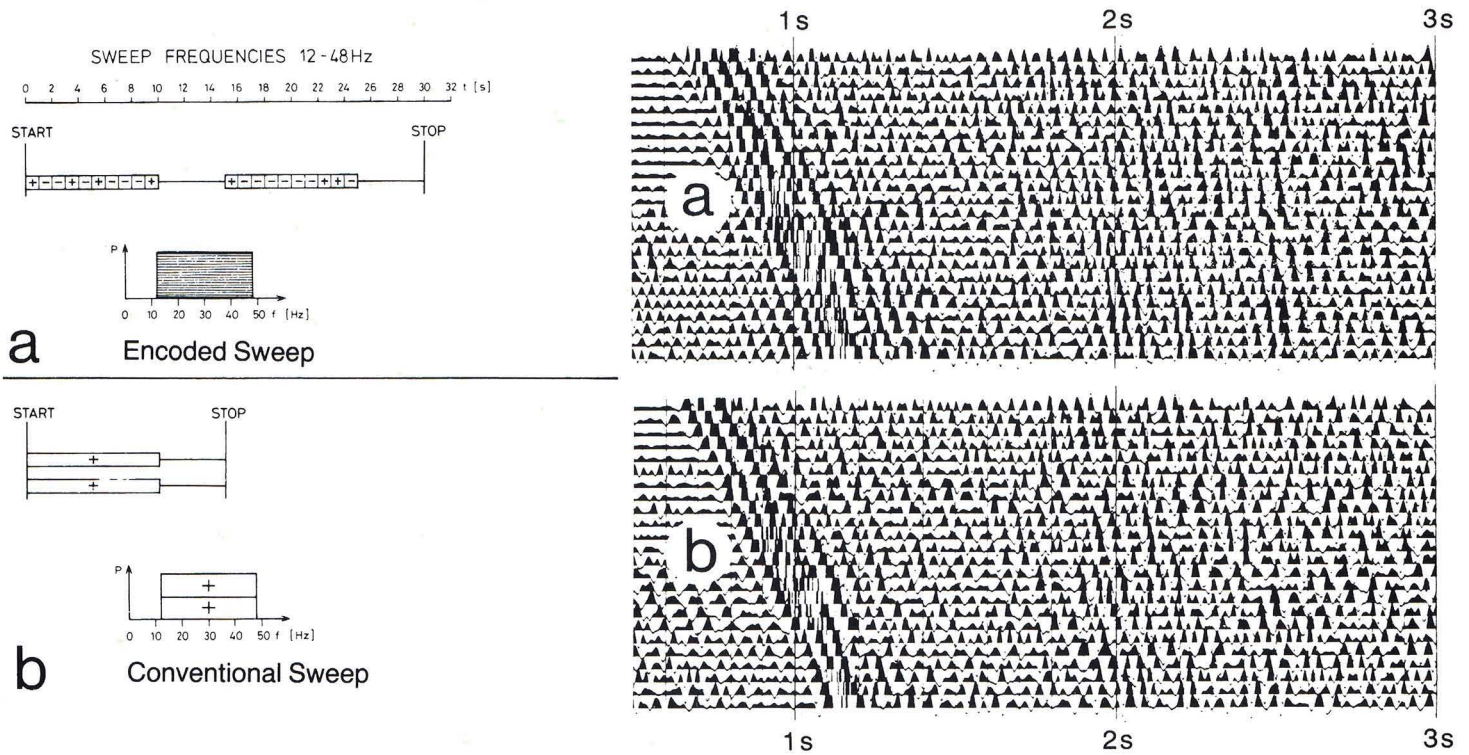 SWEEP FREQUENCIES 12-48Hz
0 2 4 6 8 10 12 14 16 18 20 22 24 26 28 30 32 t [s]
START STOP
+ - - + - + - - - + + - - - - - - + + -
P
0 10 20 30 40 50 f [Hz]
a Encoded Sweep
START STOP
+
+
P
+
+
0 10 20 30 40 50 f [Hz]
b Conventional Sweep
1s 2s 3s
a
b
1s 2s 3s